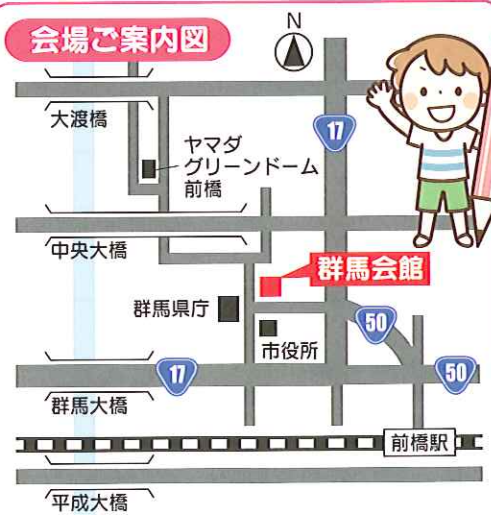 会場ご案内図
N
大渡橋
17
ヤマダ
グリーンドーム
前橋
中央大橋
群馬会館
群馬県庁
50
市役所
17
50
群馬大橋
前橋駅
平成大橋